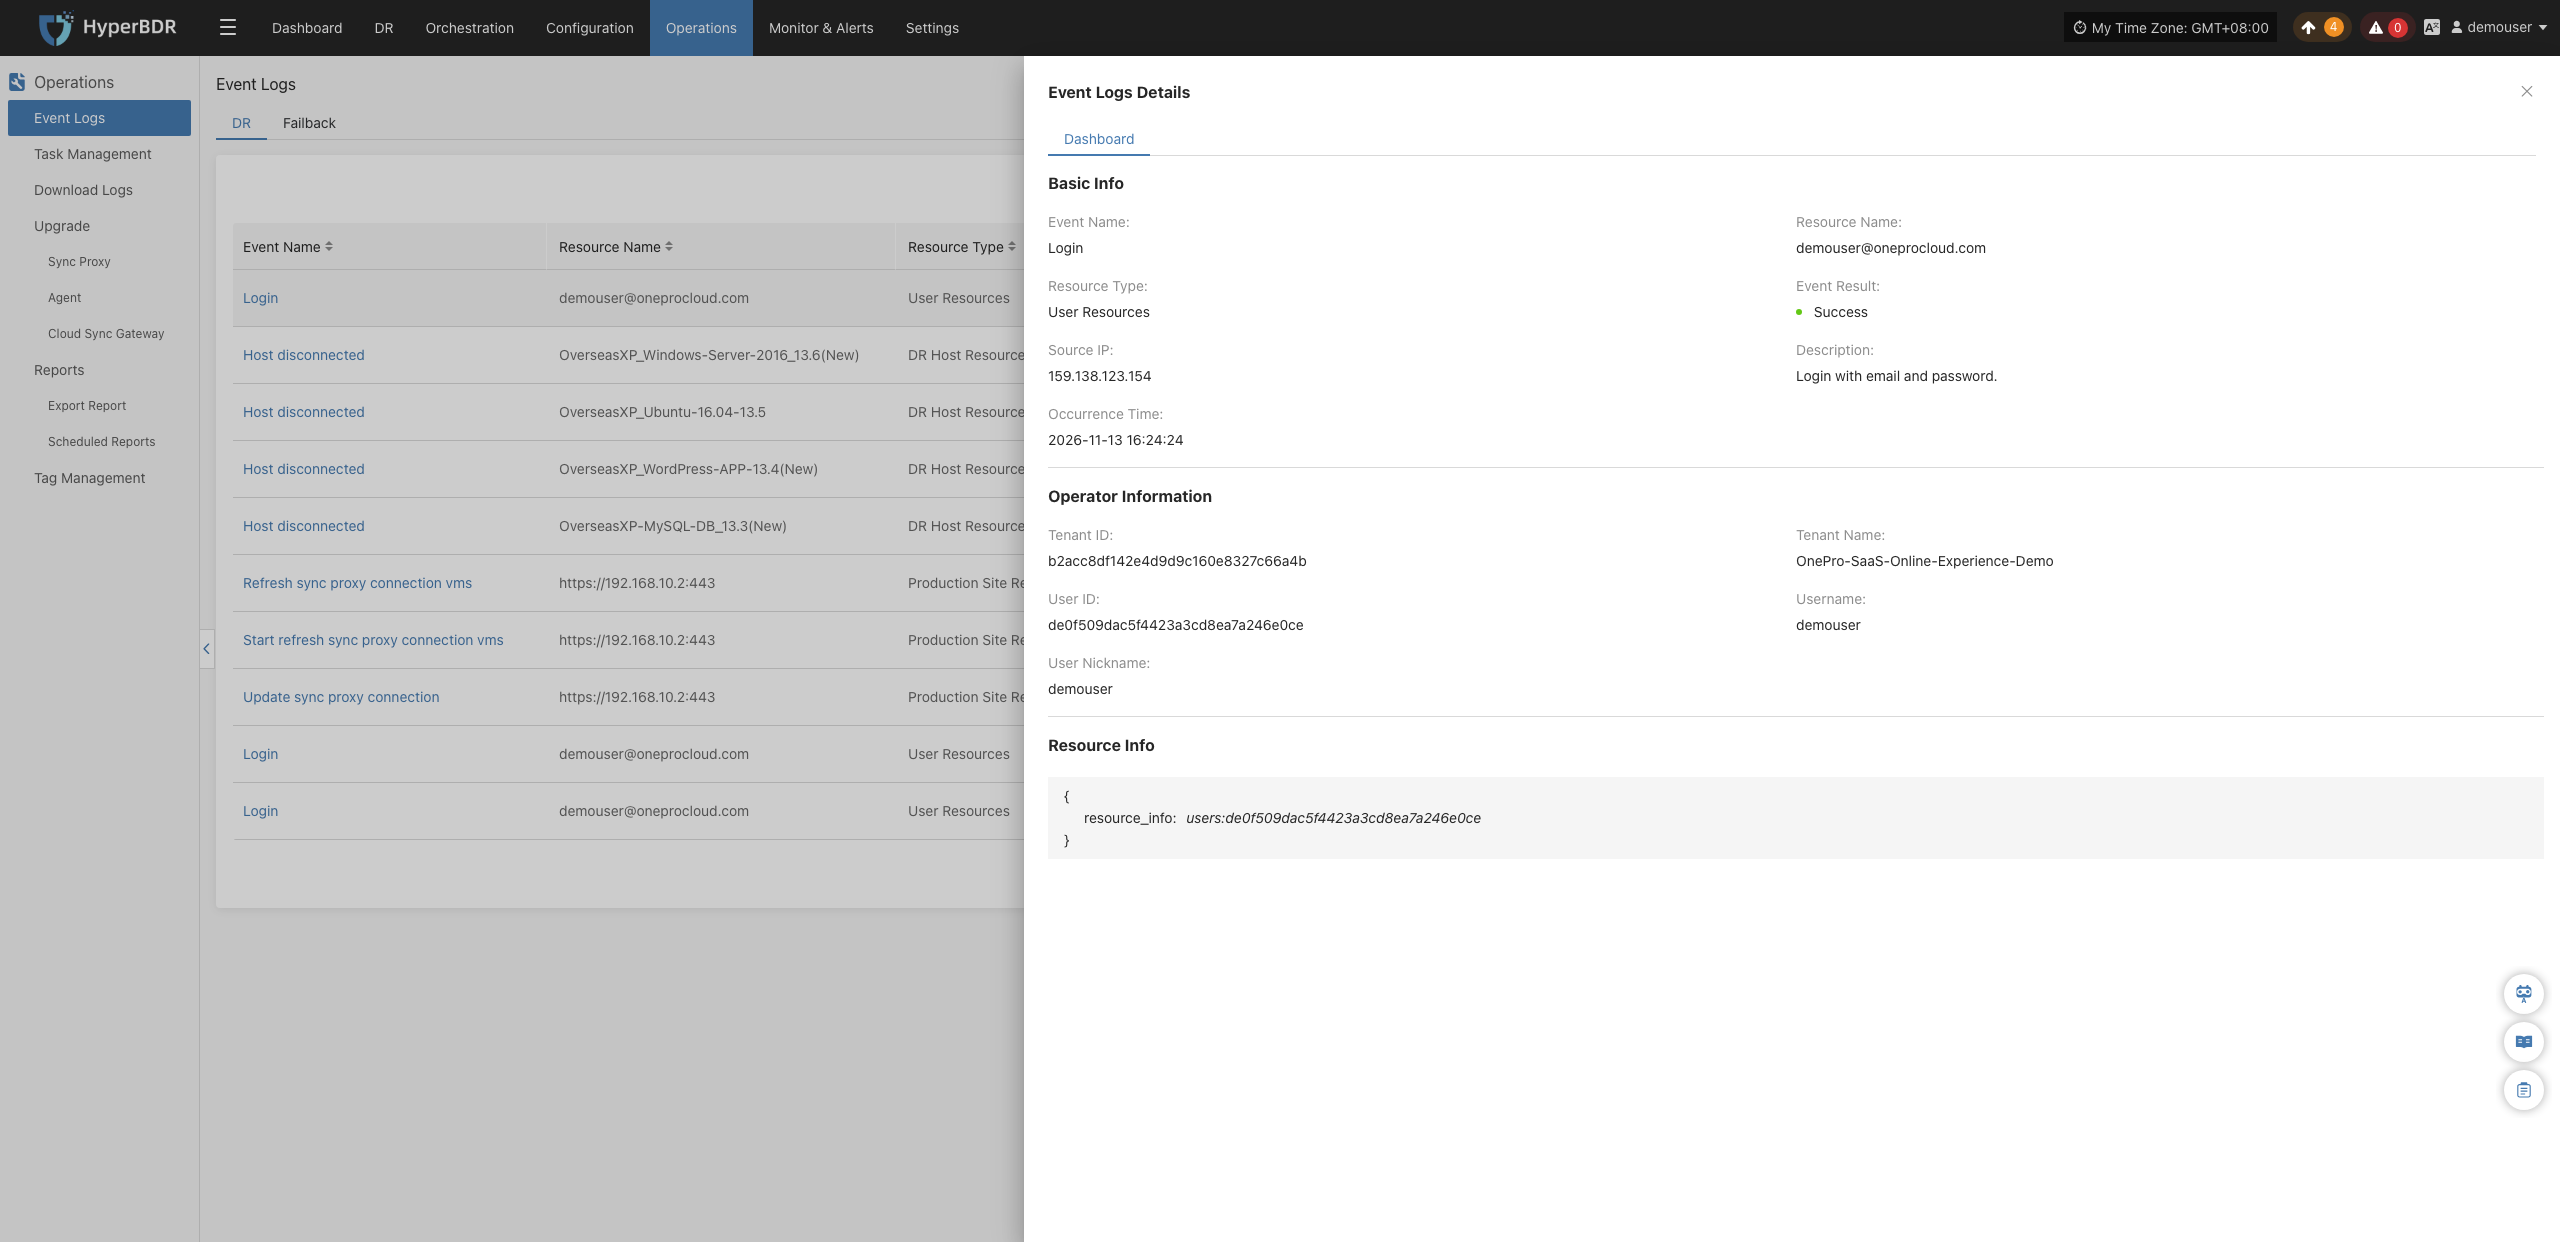 HyperBDR
Dashboard
DR
Orchestration
Configuration
Operations
Monitor & Alerts
Settings
My Time Zone: GMT+08:00
4
0
demouser
Operations
Event Logs
Task Management
Download Logs
Upgrade
Sync Proxy
Agent
Cloud Sync Gateway
Reports
Export Report
Scheduled Reports
Tag Management
Event Logs
DR
Failback
Event Name
Resource Name
Resource Type
Login
demouser@oneprocloud.com
User Resources
Host disconnected
OverseasXP_Windows-Server-2016_13.6(New)
DR Host Resource
Host disconnected
OverseasXP_Ubuntu-16.04-13.5
DR Host Resource
Host disconnected
OverseasXP_WordPress-APP-13.4(New)
DR Host Resource
Host disconnected
OverseasXP-MySQL-DB_13.3(New)
DR Host Resource
Refresh sync proxy connection vms
https://192.168.10.2:443
Production Site Re
Start refresh sync proxy connection vms
https://192.168.10.2:443
Production Site Re
Update sync proxy connection
https://192.168.10.2:443
Production Site Re
Login
demouser@oneprocloud.com
User Resources
Login
demouser@oneprocloud.com
User Resources
Event Logs Details
Dashboard
Basic Info
Event Name:
Login
Resource Name:
demouser@oneprocloud.com
Resource Type:
User Resources
Event Result:
Success
Source IP:
159.138.123.154
Description:
Login with email and password.
Occurrence Time:
2026-11-13 16:24:24
Operator Information
Tenant ID:
b2acc8df142e4d9d9c160e8327c66a4b
Tenant Name:
OnePro-SaaS-Online-Experience-Demo
User ID:
de0f509dac5f4423a3cd8ea7a246e0ce
Username:
demouser
User Nickname:
demouser
Resource Info
{
resource_info: users:de0f509dac5f4423a3cd8ea7a246e0ce
}